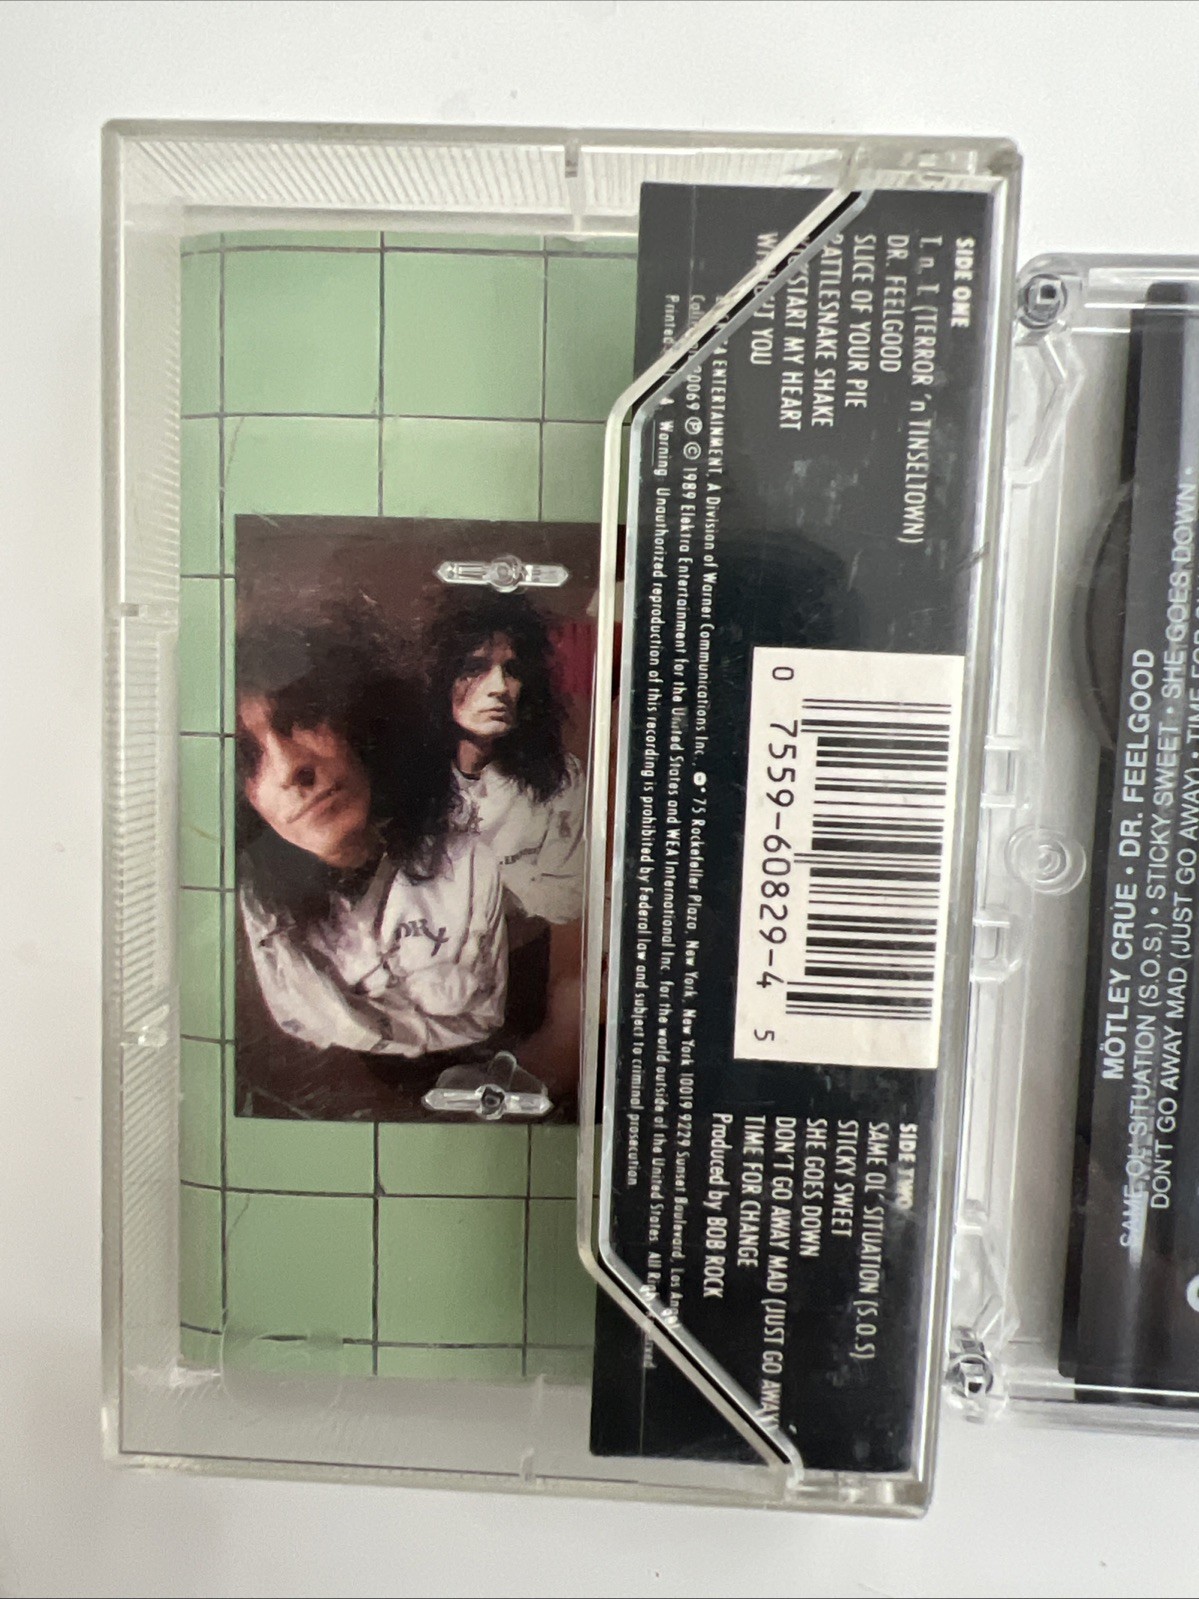 SIDE ONE
T. n. T. (TERROR 'n TINSELTOWN)
DR. FEELGOOD
SLICE OF YOUR PIE
RATTLESNAKE SHAKE
START MY HEART
YOU
0 7559-60829-4 5
SIDE TWO
SAME OL' SITUATION (S.O.S)
STICKY SWEET
SHE GOES DOWN
DON'T GO AWAY MAD (JUST GO AWAY)
TIME FOR CHANGE
Produced by BOB ROCK
ENTERTAINMENT, A Division of Warner Communications Inc., 75 Rockefeller Plaza, New York, New York 10019 9229 Sunset Boulevard, Los
℗ © 1989 Elektra Entertainment for the United States and WEA International Inc. for the world outside of the United States. All
Printed Warning: Unauthorized reproduction of this recording is prohibited by Federal law and subject to criminal prosecution.
DR
MÖTLEY CRÜE • DR. FEELGOOD
SAME OL' SITUATION (S.O.S.) • STICKY SWEET • SHE GOES DOWN •
DON'T GO AWAY MAD (JUST GO AWAY) •